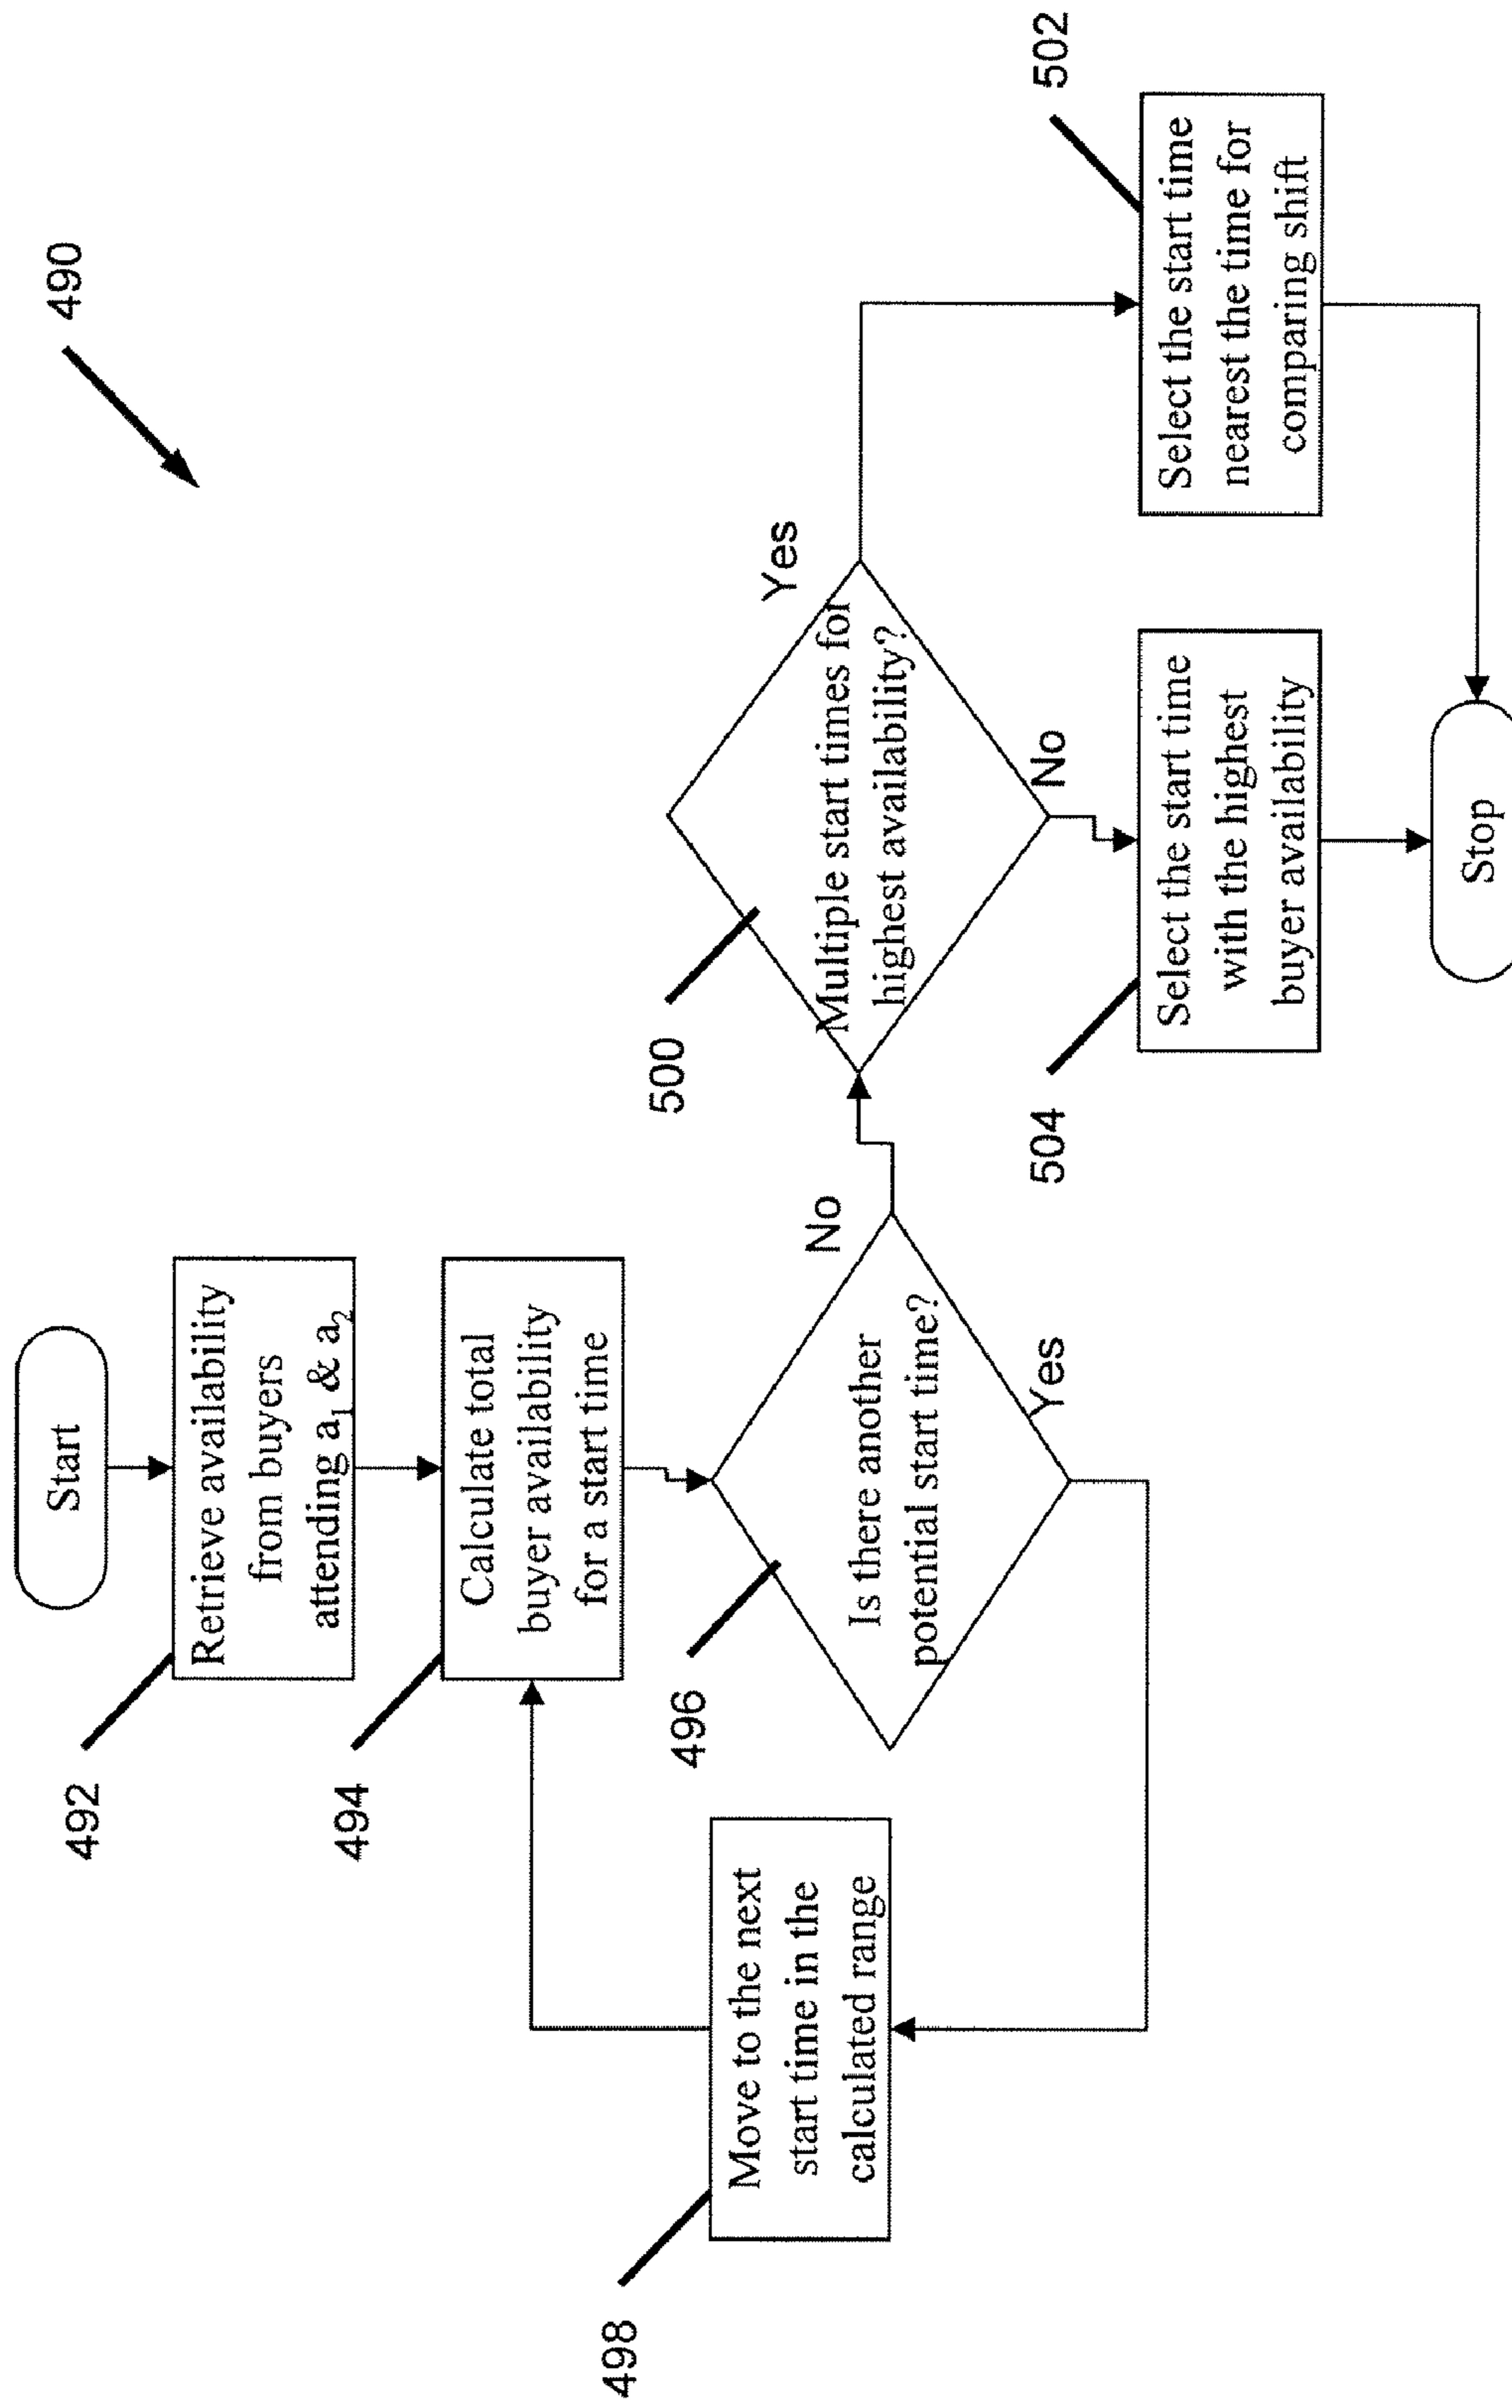 490
Start
492
Retrieve availability
from buyers
attending a₁ & a₂
494
Calculate total
buyer availability
for a start time
496
Is there another
potential start time?
No
Yes
498
Move to the next
start time in the
calculated range
500
Multiple start times for
highest availability?
Yes
No
502
Select the start time
nearest the time for
comparing shift
504
Select the start time
with the highest
buyer availability
Stop